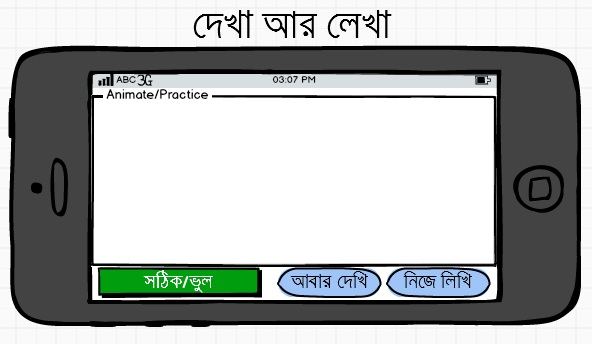 দেখা আর লেখা
ABC 3G 03:07 PM
Animate/Practice
সঠিক/ভুল আবার দেখি নিজে লিখি